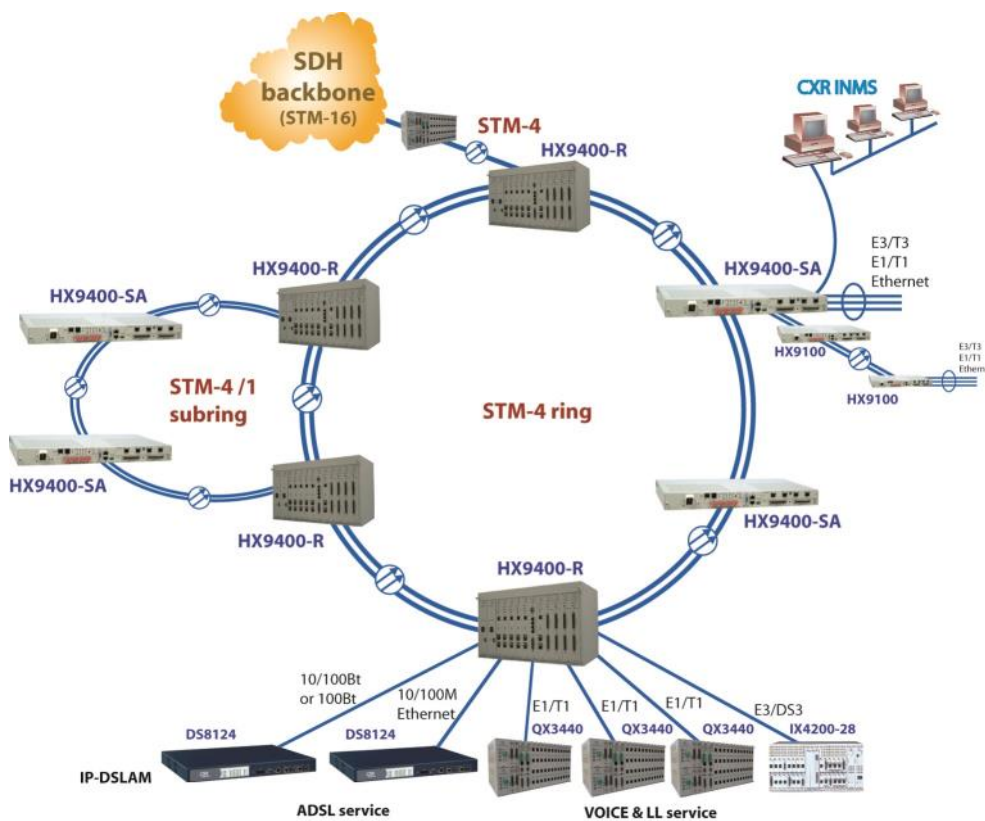 SDH
backbone
(STM-16)
STM-4
HX9400-R
CXR INMS
E3/T3
E1/T1
Ethernet
HX9400-SA
HX9400-R
HX9400-SA
HX9100
E3/T3
E1/T1
Ethern
HX9100
STM-4 /1
subring
STM-4 ring
HX9400-SA
HX9400-R
HX9400-SA
HX9400-R
10/100Bt
or 100Bt
10/100M
Ethernet
E1/T1
E1/T1
E1/T1
E3/DS3
DS8124
DS8124
QX3440
QX3440
QX3440
IX4200-28
IP-DSLAM
ADSL service
VOICE & LL service